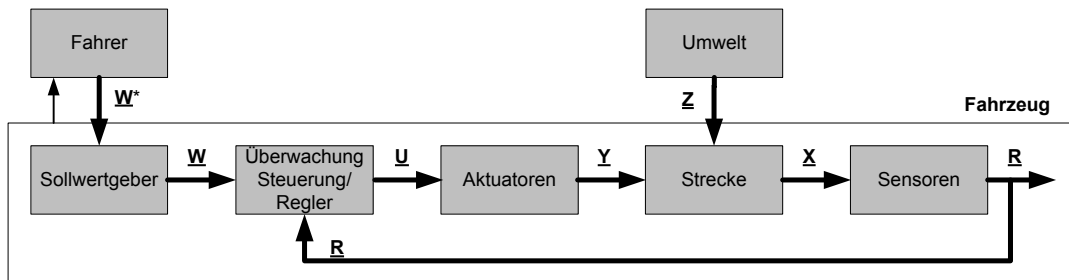 Fahrer
Umwelt
W*
Z
Fahrzeug
Sollwertgeber
W
Überwachung
Steuerung/
Regler
U
Aktuatoren
Y
Strecke
X
Sensoren
R
R